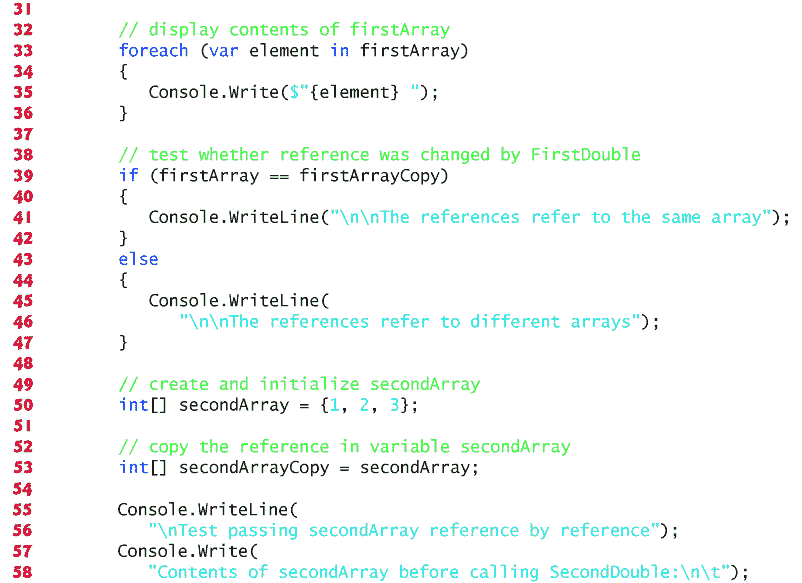 31
32 // display contents of firstArray
33 foreach (var element in firstArray)
34 {
35 Console.Write($"{element} ");
36 }
37
38 // test whether reference was changed by FirstDouble
39 if (firstArray == firstArrayCopy)
40 {
41 Console.WriteLine("\n\nThe references refer to the same array");
42 }
43 else
44 {
45 Console.WriteLine(
46 "\n\nThe references refer to different arrays");
47 }
48
49 // create and initialize secondArray
50 int[] secondArray = {1, 2, 3};
51
52 // copy the reference in variable secondArray
53 int[] secondArrayCopy = secondArray;
54
55 Console.WriteLine(
56 "\nTest passing secondArray reference by reference");
57 Console.Write(
58 "Contents of secondArray before calling SecondDouble:\n\t");